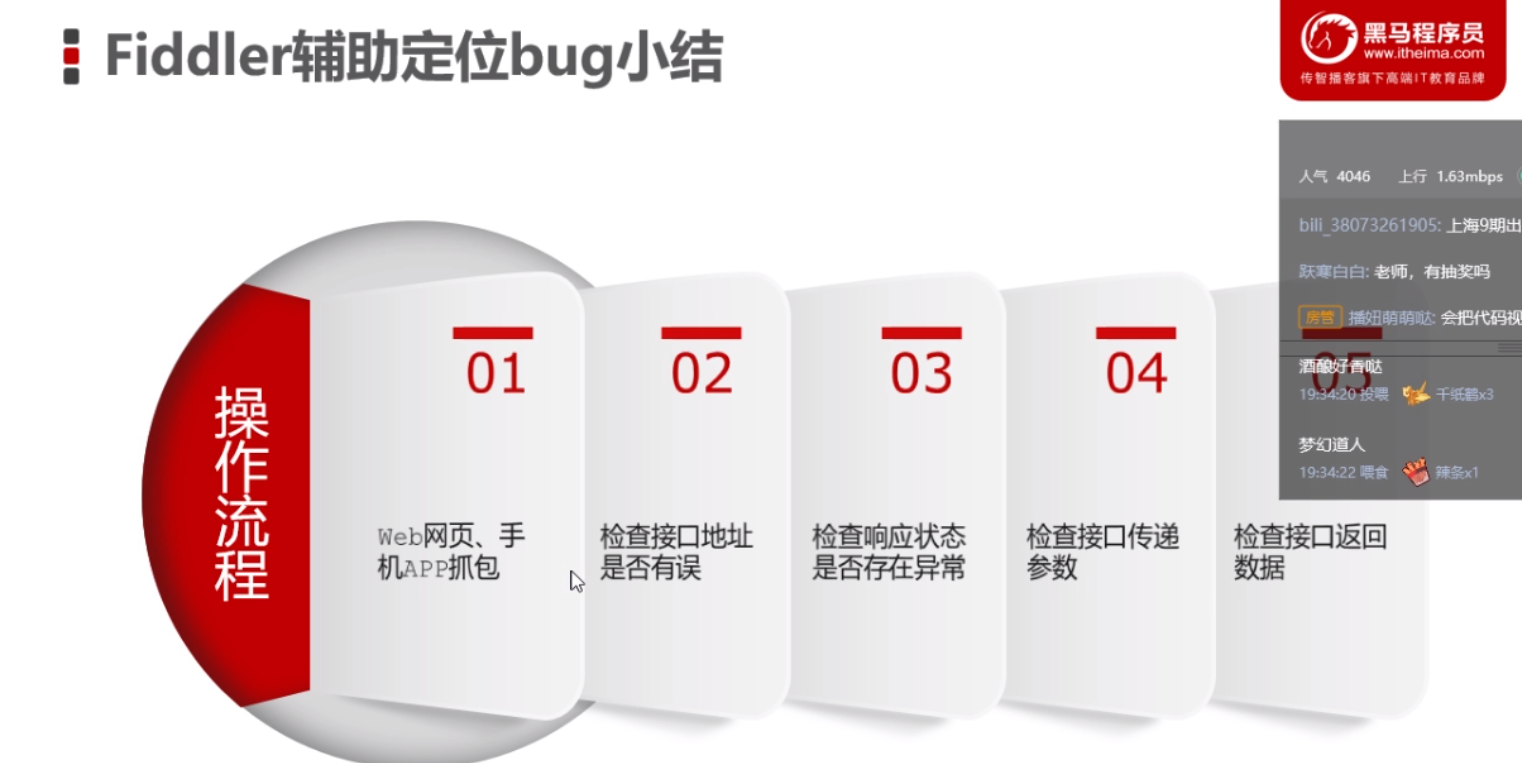 Fiddler辅助定位bug小结
黑马程序员
www.itheima.com
传智播客旗下高端IT教育品牌
人气 4046 上行 1.63mbps
bili_38073261905: 上海9期出
跃寒白白: 老师，有抽奖吗
房管 播妞萌萌哒: 会把代码视
酒酿好香哒
19:34:20 投喂 千纸鹤x3
梦幻道人
19:34:22 喂食 辣条x1
操作流程
01
Web网页、手
机APP抓包
02
检查接口地址
是否有误
03
检查响应状态
是否存在异常
04
检查接口传递
参数
05
检查接口返回
数据